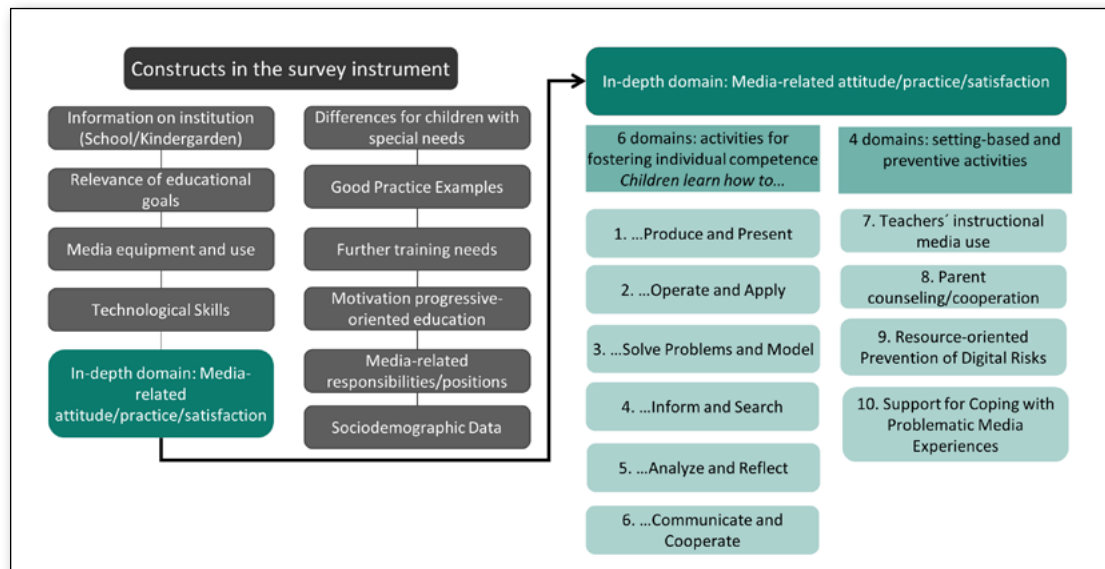 Constructs in the survey instrument
Information on institution
(School/Kindergarden)
Relevance of educational
goals
Media equipment and use
Technological Skills
In-depth domain: Media-
related
attitude/practice/satisfaction
Differences for children with
special needs
Good Practice Examples
Further training needs
Motivation progressive-
oriented education
Media-related
responsibilities/positions
Sociodemographic Data
In-depth domain: Media-related attitude/practice/satisfaction
6 domains: activities for
fostering individual competence
Children learn how to...
1. ...Produce and Present
2. ...Operate and Apply
3. ...Solve Problems and Model
4. ...Inform and Search
5. ...Analyze and Reflect
6. ...Communicate and
Cooperate
4 domains: setting-based and
preventive activities
7. Teachers´ instructional
media use
8. Parent
counseling/cooperation
9. Resource-oriented
Prevention of Digital Risks
10. Support for Coping with
Problematic Media
Experiences